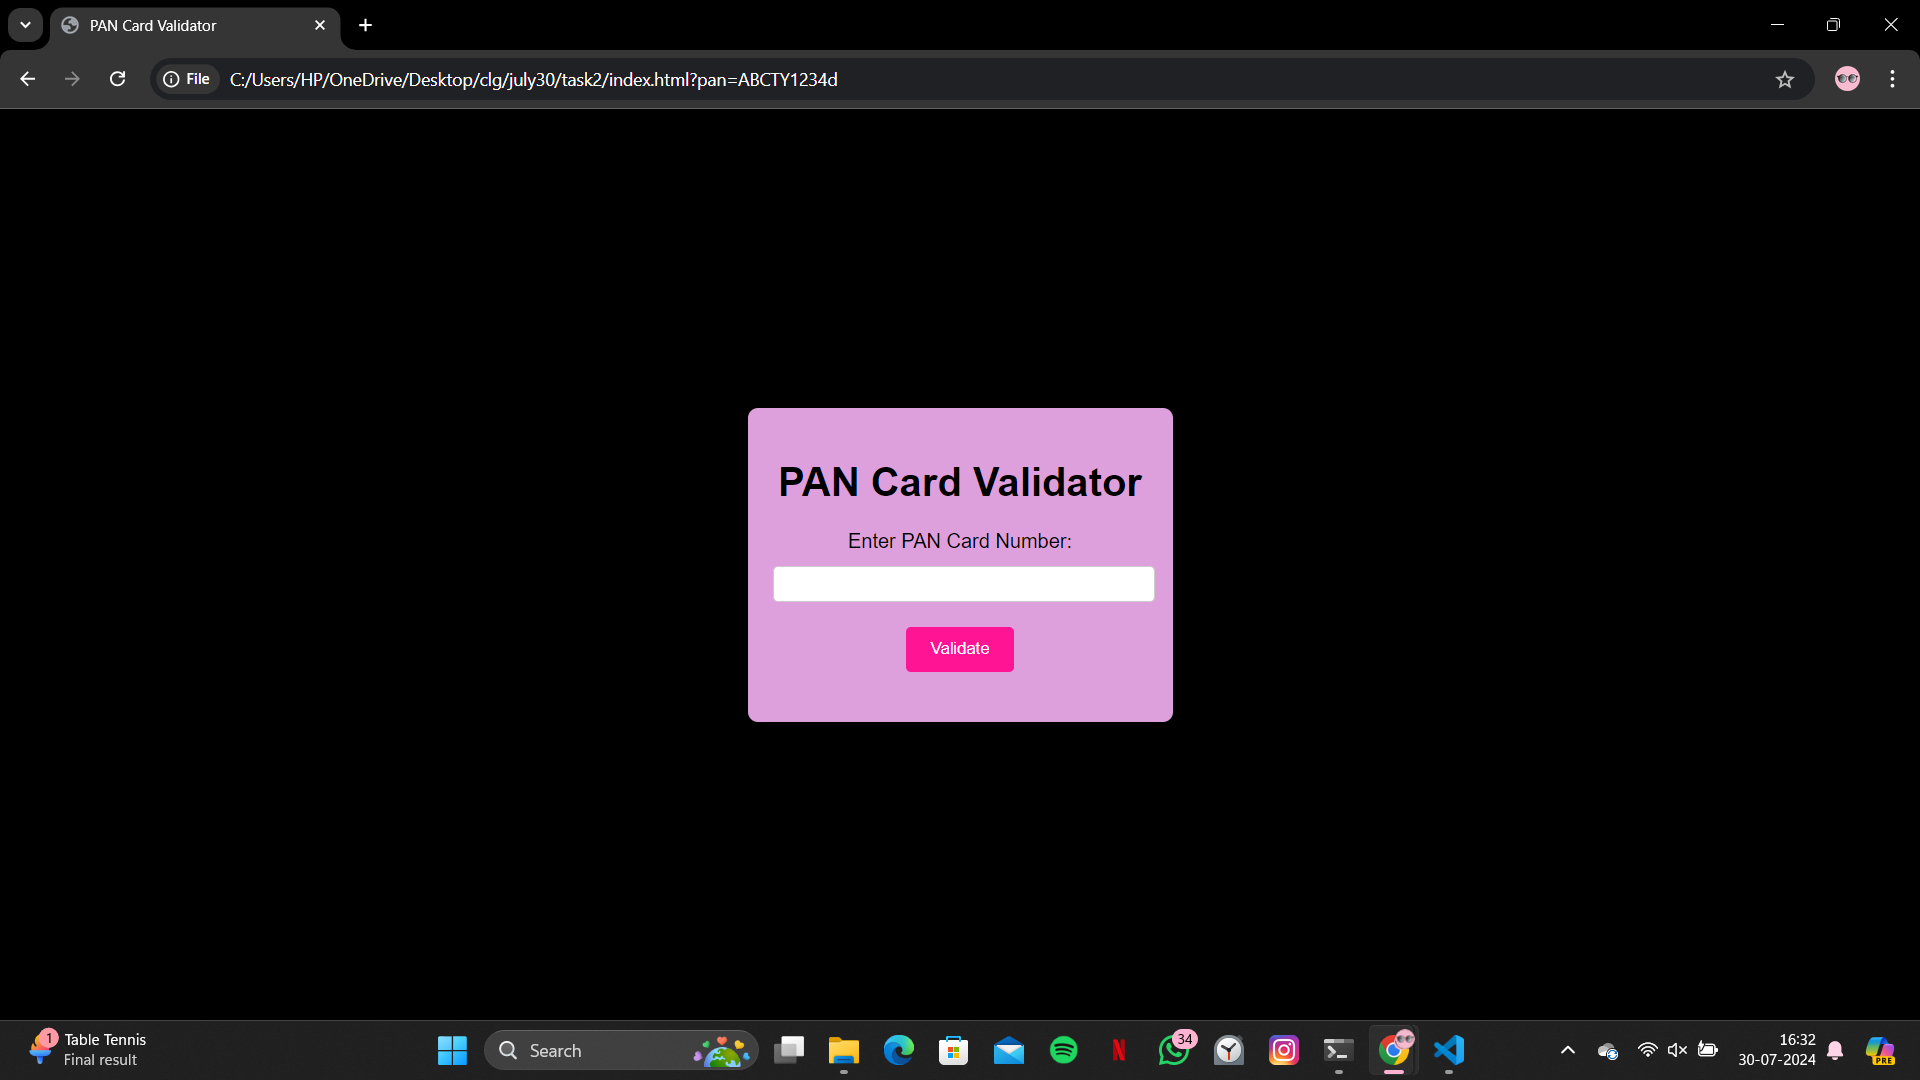 PAN Card Validator
File
C:/Users/HP/OneDrive/Desktop/clg/july30/task2/index.html?pan=ABCTY1234d
PAN Card Validator
Enter PAN Card Number:
Validate
1
Table Tennis
Final result
Search
N
34
16:32
30-07-2024
PRE